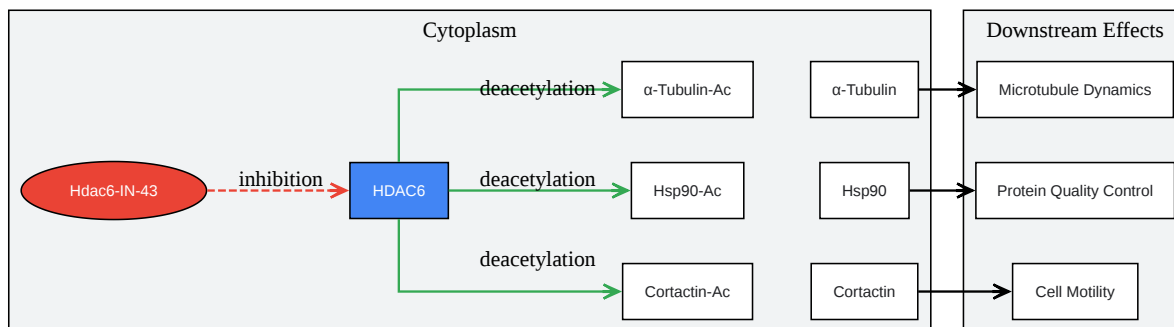 Cytoplasm
Downstream Effects
deacetylation
α-Tubulin-Ac
α-Tubulin
Microtubule Dynamics
Hdac6-IN-43
inhibition
HDAC6
deacetylation
Hsp90-Ac
Hsp90
Protein Quality Control
deacetylation
Cortactin-Ac
Cortactin
Cell Motility